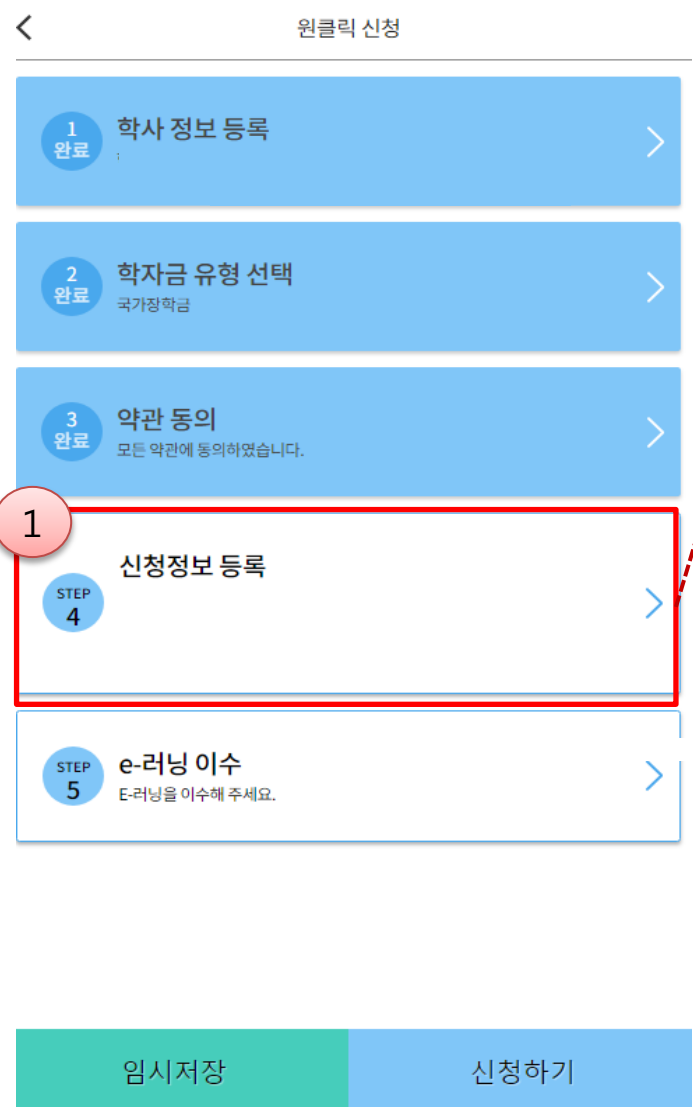 원클릭 신청
1
완료
학사 정보 등록
2
완료
학자금 유형 선택
국가장학금
3
완료
약관 동의
모든 약관에 동의하였습니다.
1
신청정보 등록
STEP
4
e-러닝 이수
STEP
5
E-러닝을 이수해 주세요.
임시저장
신청하기